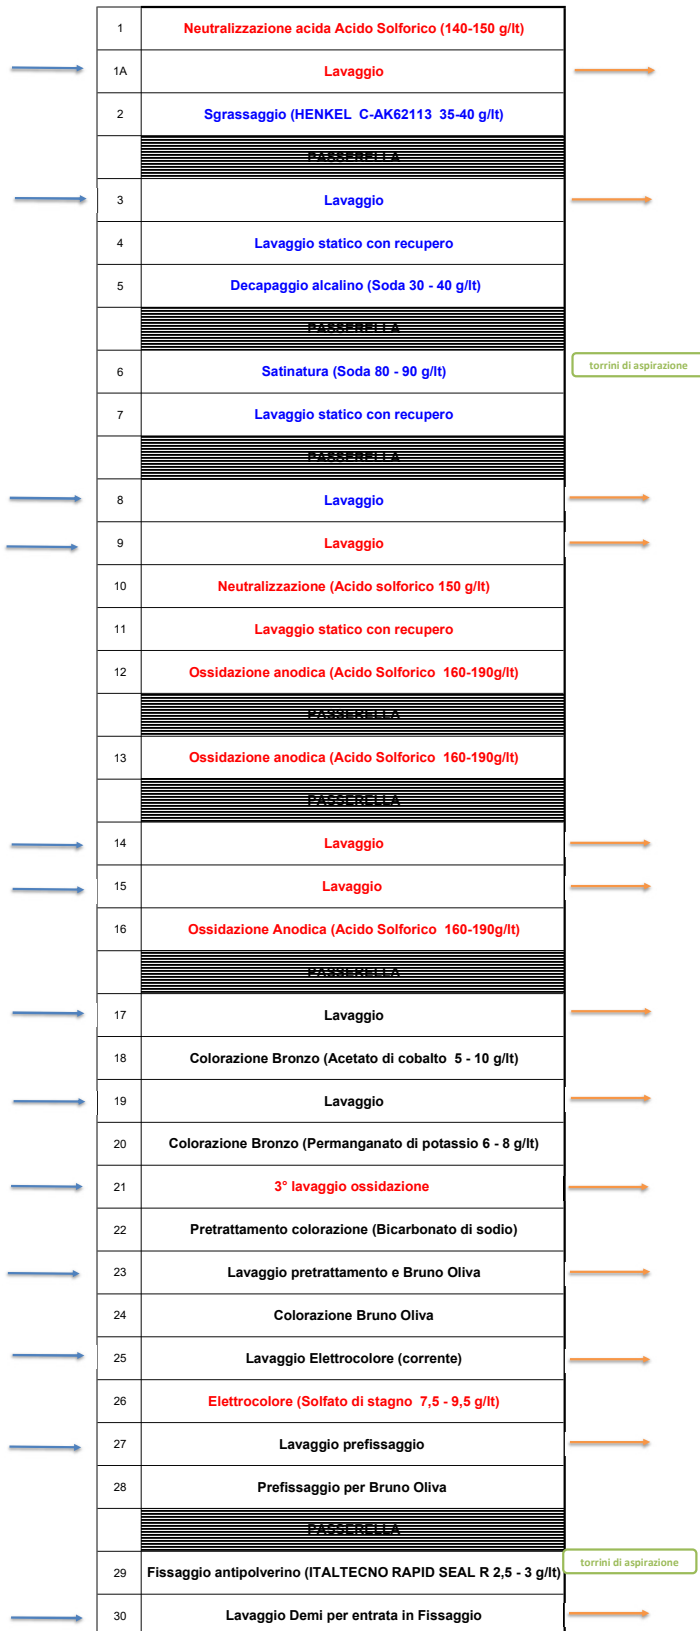 1 Neutralizzazione acida Acido Solforico (140-150 g/lt)
1A Lavaggio
2 Sgrassaggio (HENKEL C-AK62113 35-40 g/lt)
PASSERELLA
3 Lavaggio
4 Lavaggio statico con recupero
5 Decapaggio alcalino (Soda 30 - 40 g/lt)
PASSERELLA
6 Satinatura (Soda 80 - 90 g/lt)
torrini di aspirazione
7 Lavaggio statico con recupero
PASSERELLA
8 Lavaggio
9 Lavaggio
10 Neutralizzazione (Acido solforico 150 g/lt)
11 Lavaggio statico con recupero
12 Ossidazione anodica (Acido Solforico 160-190g/lt)
PASSERELLA
13 Ossidazione anodica (Acido Solforico 160-190g/lt)
PASSERELLA
14 Lavaggio
15 Lavaggio
16 Ossidazione Anodica (Acido Solforico 160-190g/lt)
PASSERELLA
17 Lavaggio
18 Colorazione Bronzo (Acetato di cobalto 5 - 10 g/lt)
19 Lavaggio
20 Colorazione Bronzo (Permanganato di potassio 6 - 8 g/lt)
21 3° lavaggio ossidazione
22 Pretrattamento colorazione (Bicarbonato di sodio)
23 Lavaggio pretrattamento e Bruno Oliva
24 Colorazione Bruno Oliva
25 Lavaggio Elettrocolore (corrente)
26 Elettrocolore (Solfato di stagno 7,5 - 9,5 g/lt)
27 Lavaggio prefissaggio
28 Prefissaggio per Bruno Oliva
PASSERELLA
29 Fissaggio antipolverino (ITALTECNO RAPID SEAL R 2,5 - 3 g/lt)
torrini di aspirazione
30 Lavaggio Demi per entrata in Fissaggio